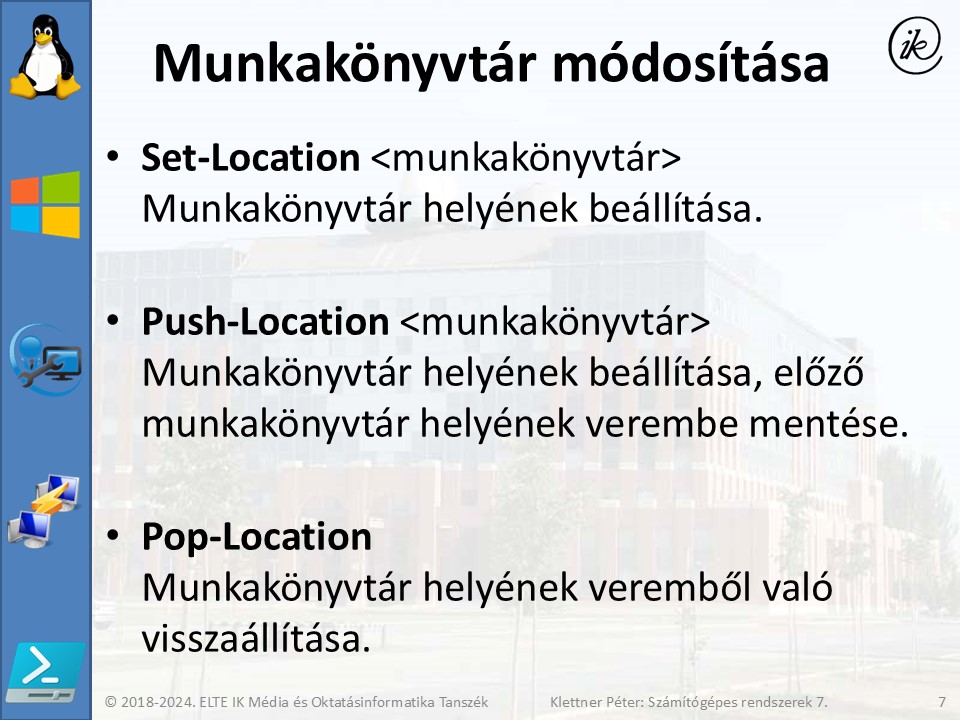 Munkakönyvtár módosítása
ik
• Set-Location <munkakönyvtár>
Munkakönyvtár helyének beállítása.
• Push-Location <munkakönyvtár>
Munkakönyvtár helyének beállítása, előző
munkakönyvtár helyének verembe mentése.
• Pop-Location
Munkakönyvtár helyének veremből való
visszaállítása.
© 2018-2024. ELTE IK Média és Oktatásinformatika Tanszék Klettner Péter: Számítógépes rendszerek 7. 7